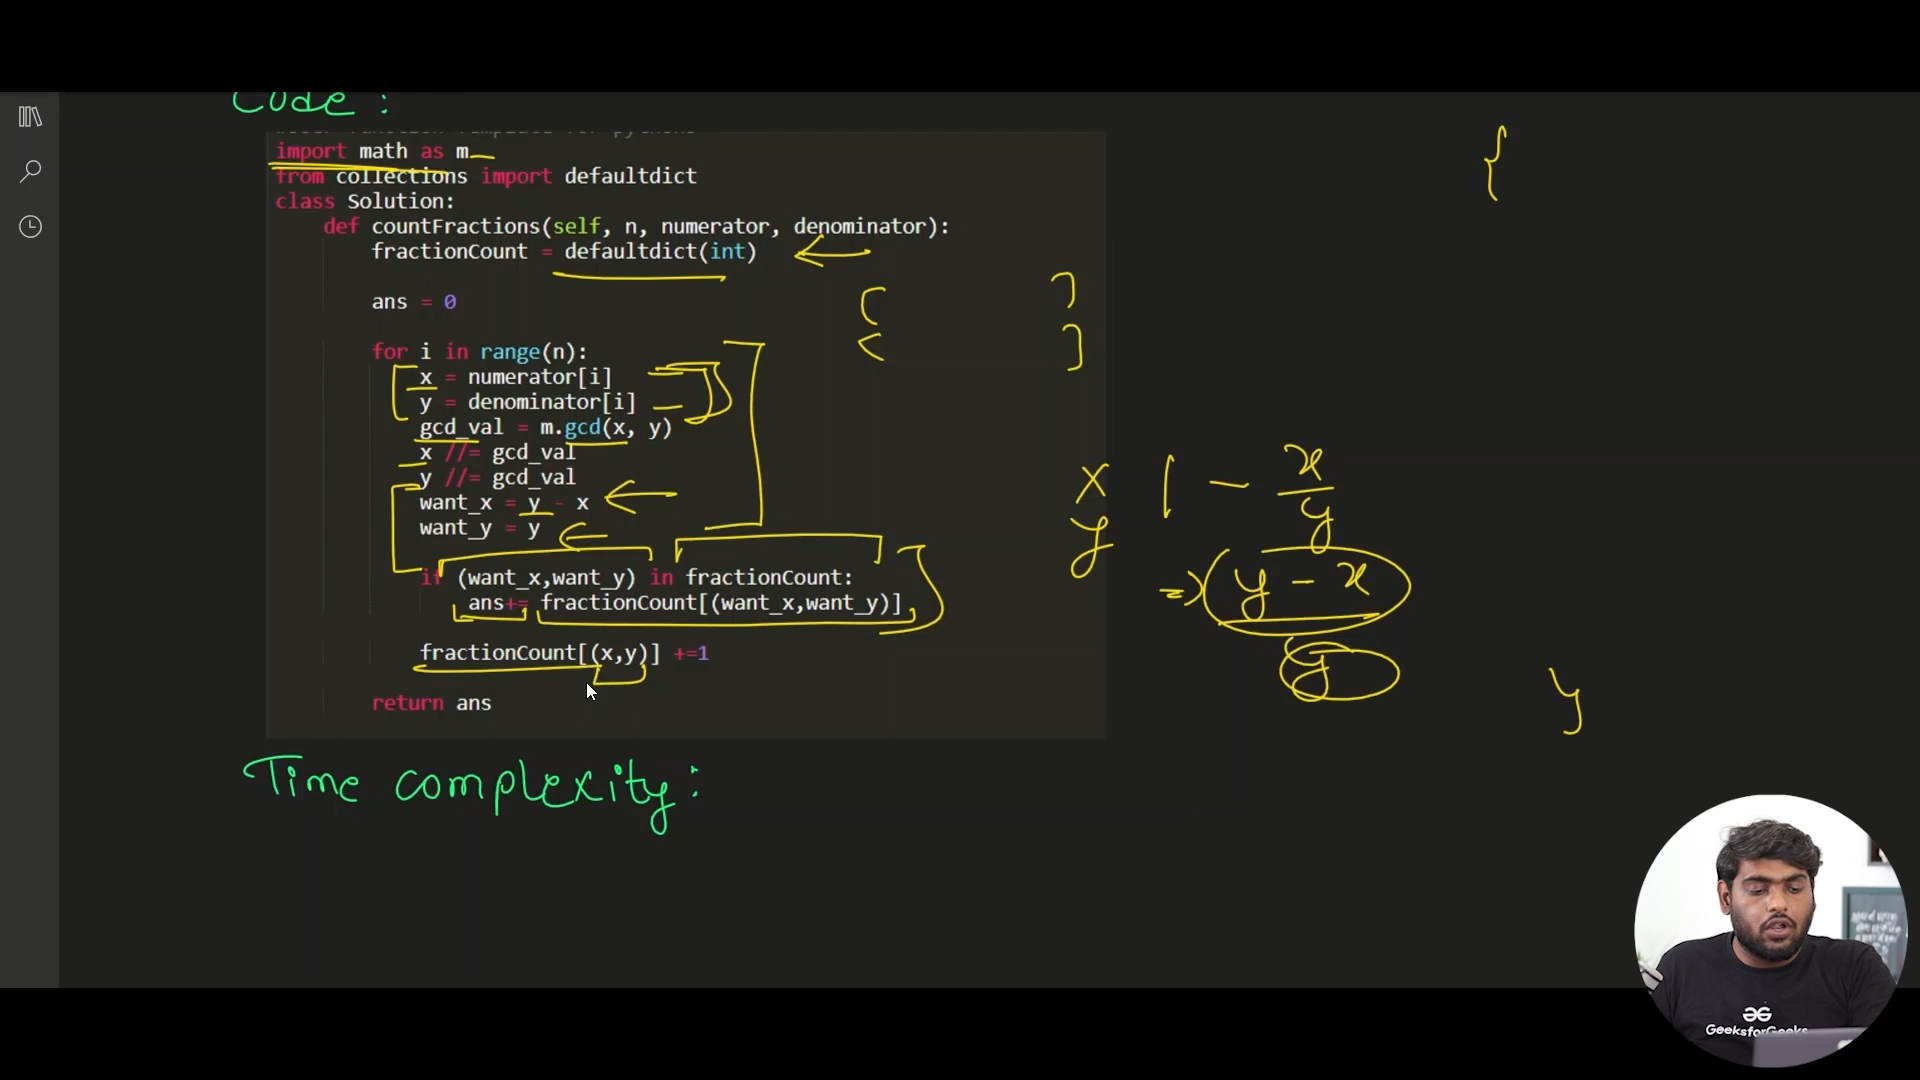 Code :
import math as m
from collections import defaultdict
class Solution:
def countFractions(self, n, numerator, denominator):
fractionCount = defaultdict(int)
ans = 0
for i in range(n):
x = numerator[i]
y = denominator[i]
gcd_val = m.gcd(x, y)
x //= gcd_val
y //= gcd_val
want_x = y - x
want_y = y
if (want_x,want_y) in fractionCount:
ans+= fractionCount[(want_x,want_y)]
fractionCount[(x,y)] +=1
return ans
x
y
1 - x
y
=> y - x
y
y
Time complexity :
GeeksforGeeks